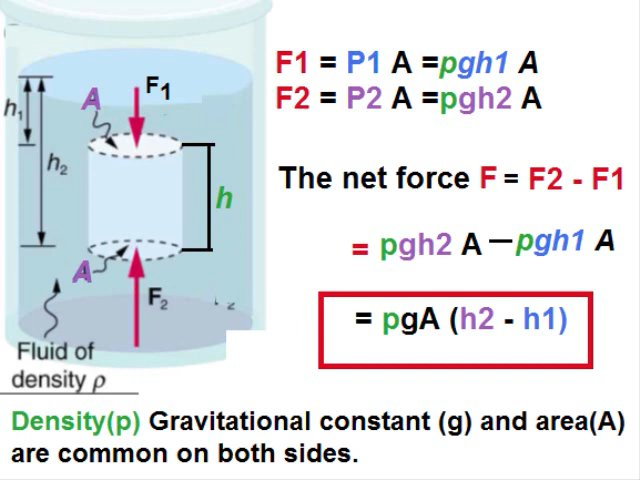 F1 = P1 A =pgh1 A
F2 = P2 A =pgh2 A
A
F₁
h₁
h₂
h
The net force F = F2 - F1
= pgh2 A – pgh1 A
A
F₂
2
= pgA (h2 - h1)
Fluid of
density ρ
Density(p) Gravitational constant (g) and area(A)
are common on both sides.